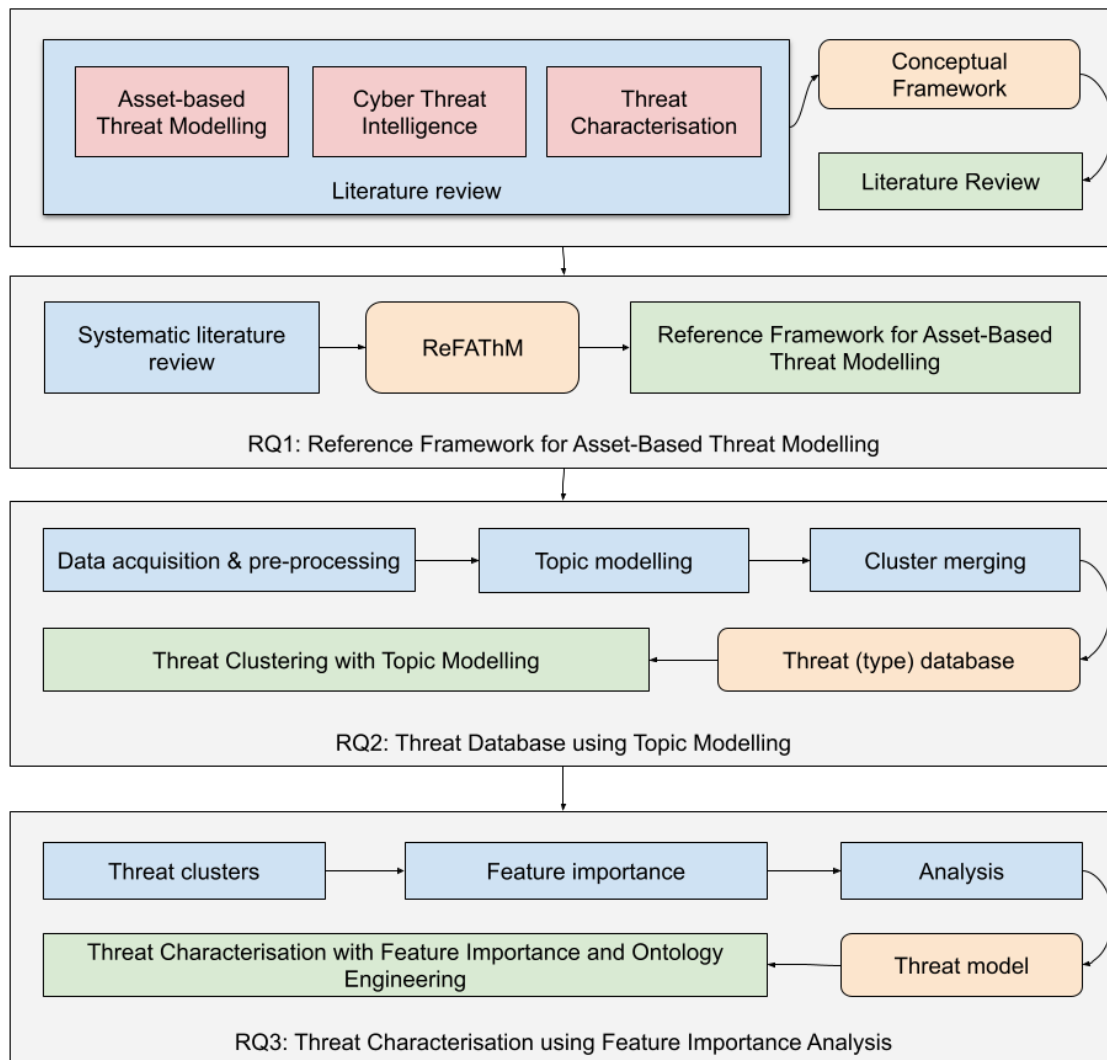 Asset-based
Threat Modelling
Cyber Threat
Intelligence
Threat
Characterisation
Literature review
Conceptual
Framework
Literature Review
Systematic literature
review
ReFAThM
Reference Framework for Asset-Based
Threat Modelling
RQ1: Reference Framework for Asset-Based Threat Modelling
Data acquisition & pre-processing
Topic modelling
Cluster merging
Threat Clustering with Topic Modelling
Threat (type) database
RQ2: Threat Database using Topic Modelling
Threat clusters
Feature importance
Analysis
Threat Characterisation with Feature Importance and Ontology
Engineering
Threat model
RQ3: Threat Characterisation using Feature Importance Analysis